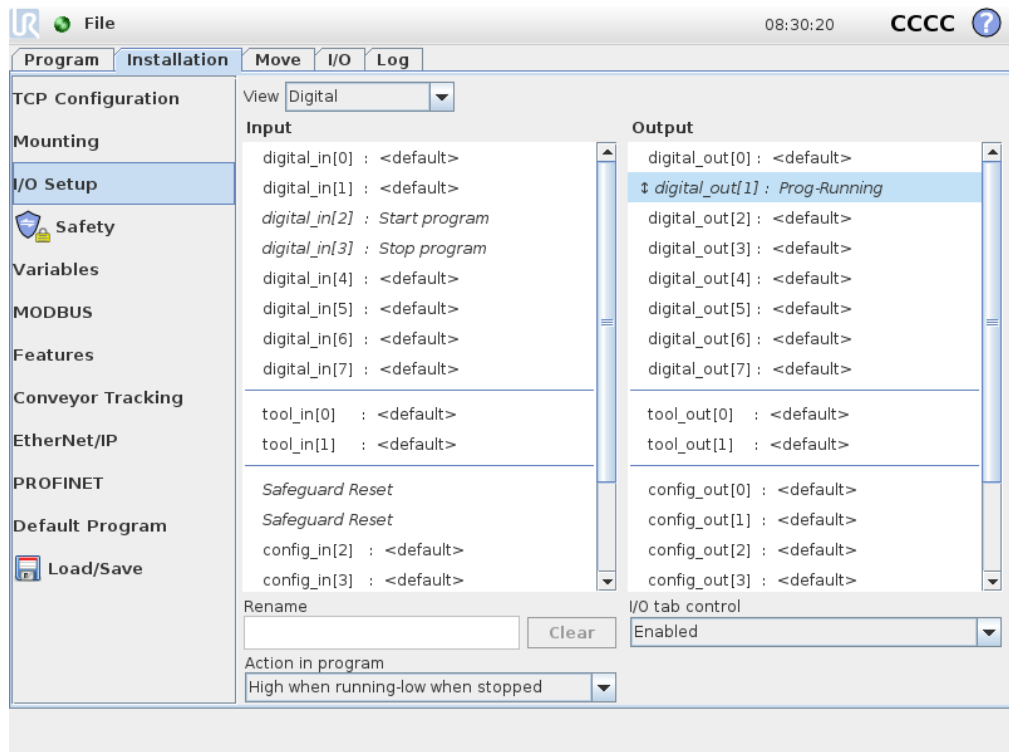 UR File 08:30:20 CCCC ?
Program Installation Move I/O Log
TCP Configuration
Mounting
I/O Setup
Safety
Variables
MODBUS
Features
Conveyor Tracking
EtherNet/IP
PROFINET
Default Program
Load/Save
View Digital
Input
digital_in[0] : <default>
digital_in[1] : <default>
digital_in[2] : Start program
digital_in[3] : Stop program
digital_in[4] : <default>
digital_in[5] : <default>
digital_in[6] : <default>
digital_in[7] : <default>
tool_in[0] : <default>
tool_in[1] : <default>
Safeguard Reset
Safeguard Reset
config_in[2] : <default>
config_in[3] : <default>
Rename
Clear
Action in program
High when running-low when stopped
Output
digital_out[0] : <default>
↕ digital_out[1] : Prog-Running
digital_out[2] : <default>
digital_out[3] : <default>
digital_out[4] : <default>
digital_out[5] : <default>
digital_out[6] : <default>
digital_out[7] : <default>
tool_out[0] : <default>
tool_out[1] : <default>
config_out[0] : <default>
config_out[1] : <default>
config_out[2] : <default>
config_out[3] : <default>
I/O tab control
Enabled